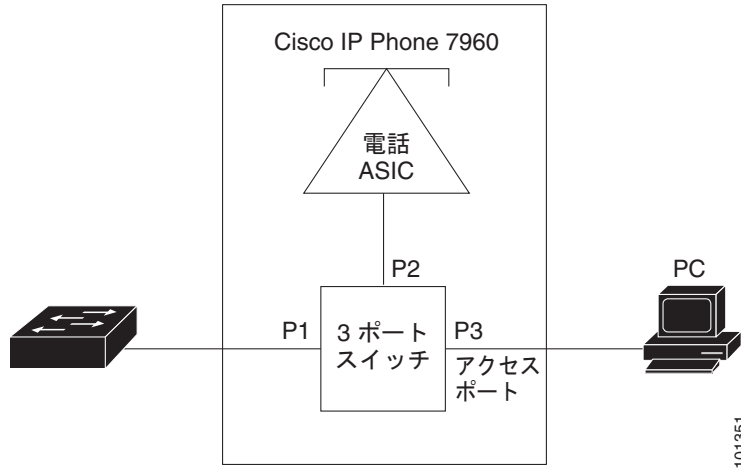 Cisco IP Phone 7960
電話
ASIC
P2
PC
P1
3 ポート
スイッチ
P3
アクセス
ポート
101351